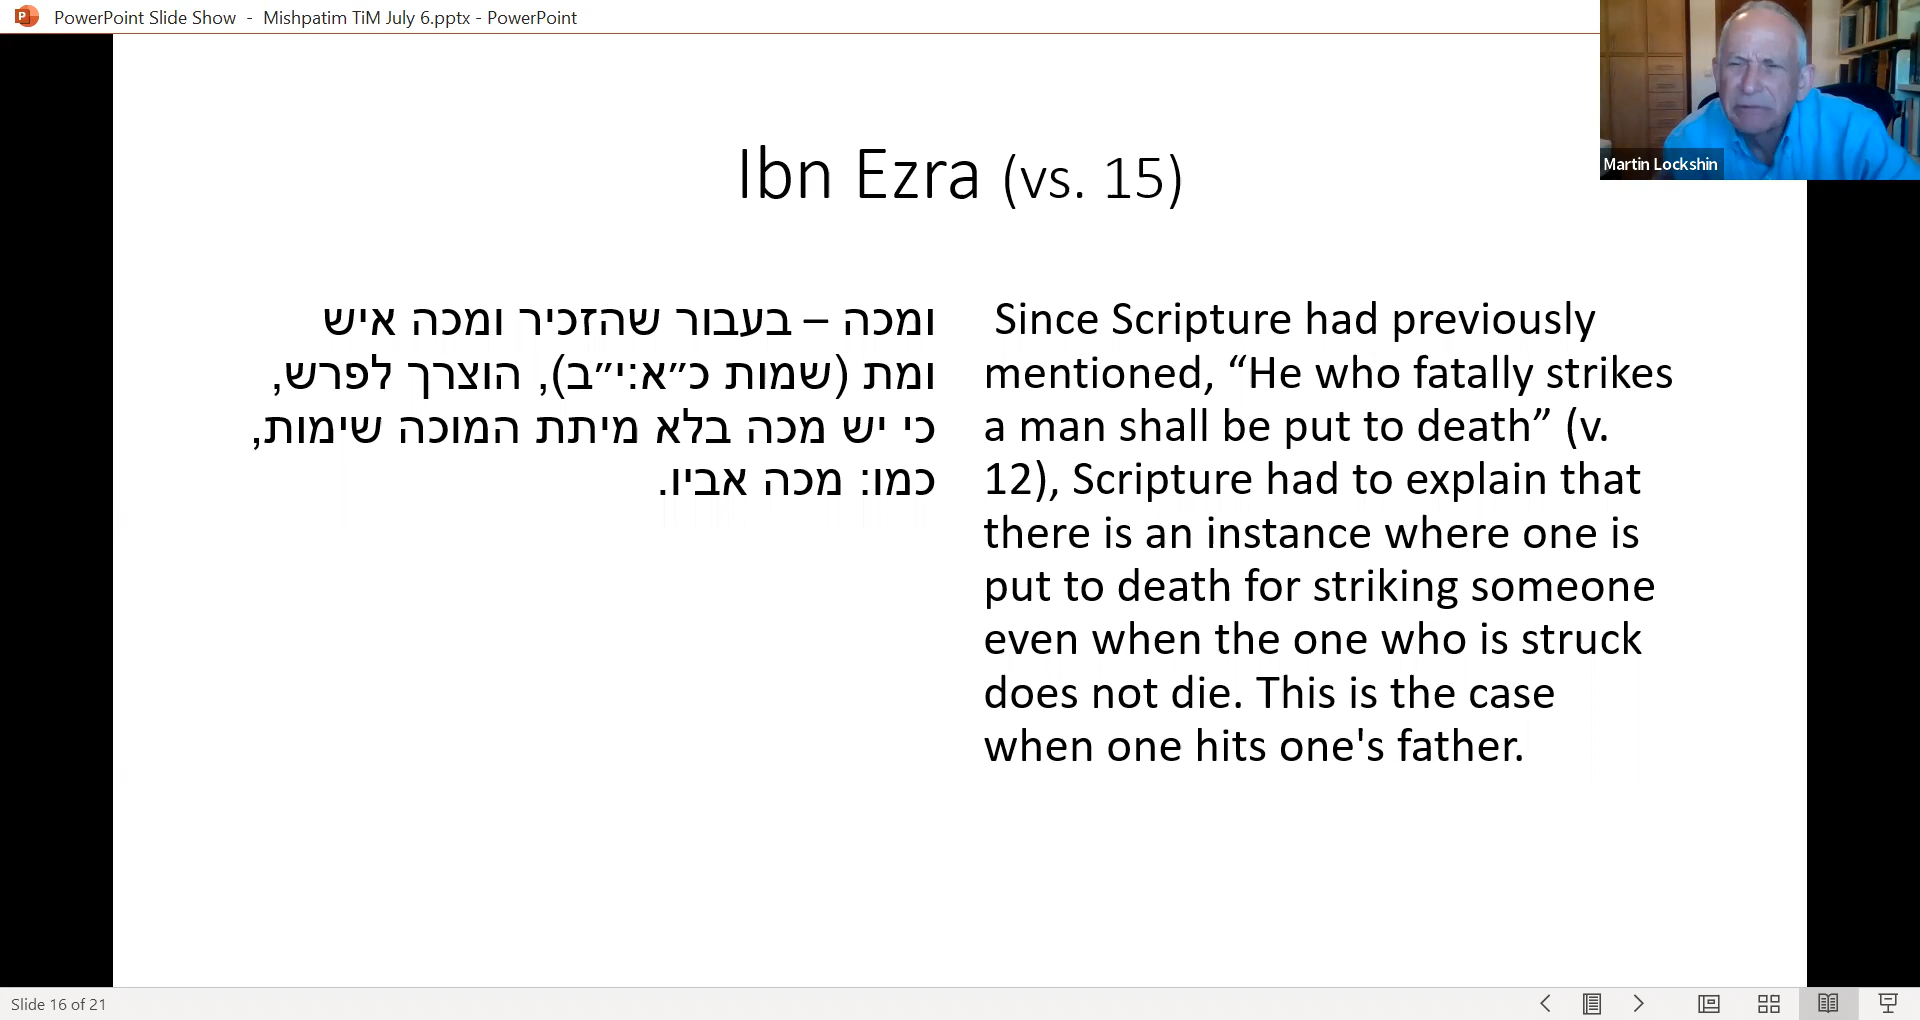 PowerPoint Slide Show - Mishpatim TiM July 6.pptx - PowerPoint
Martin Lockshin
Ibn Ezra (vs. 15)
ומכה – בעבור שהזכיר ומכה איש
ומת (שמות כ״א:י״ב), הוצרך לפרש,
כי יש מכה בלא מיתת המוכה שימות,
כמו: מכה אביו.
Since Scripture had previously
mentioned, “He who fatally strikes
a man shall be put to death” (v.
12), Scripture had to explain that
there is an instance where one is
put to death for striking someone
even when the one who is struck
does not die. This is the case
when one hits one's father.
Slide 16 of 21